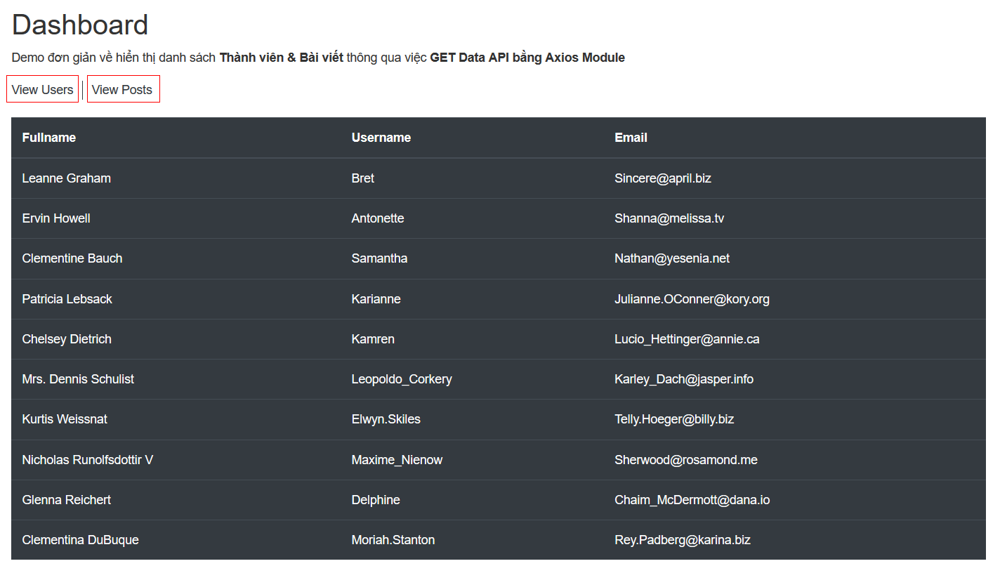 Dashboard
Demo đơn giản về hiển thị danh sách Thành viên & Bài viết thông qua việc GET Data API bằng Axios Module
View Users | View Posts
Fullname Username Email
Leanne Graham Bret Sincere@april.biz
Ervin Howell Antonette Shanna@melissa.tv
Clementine Bauch Samantha Nathan@yesenia.net
Patricia Lebsack Karianne Julianne.OConner@kory.org
Chelsey Dietrich Kamren Lucio_Hettinger@annie.ca
Mrs. Dennis Schulist Leopoldo_Corkery Karley_Dach@jasper.info
Kurtis Weissnat Elwyn.Skiles Telly.Hoeger@billy.biz
Nicholas Runolfsdottir V Maxime_Nienow Sherwood@rosamond.me
Glenna Reichert Delphine Chaim_McDermott@dana.io
Clementina DuBuque Moriah.Stanton Rey.Padberg@karina.biz